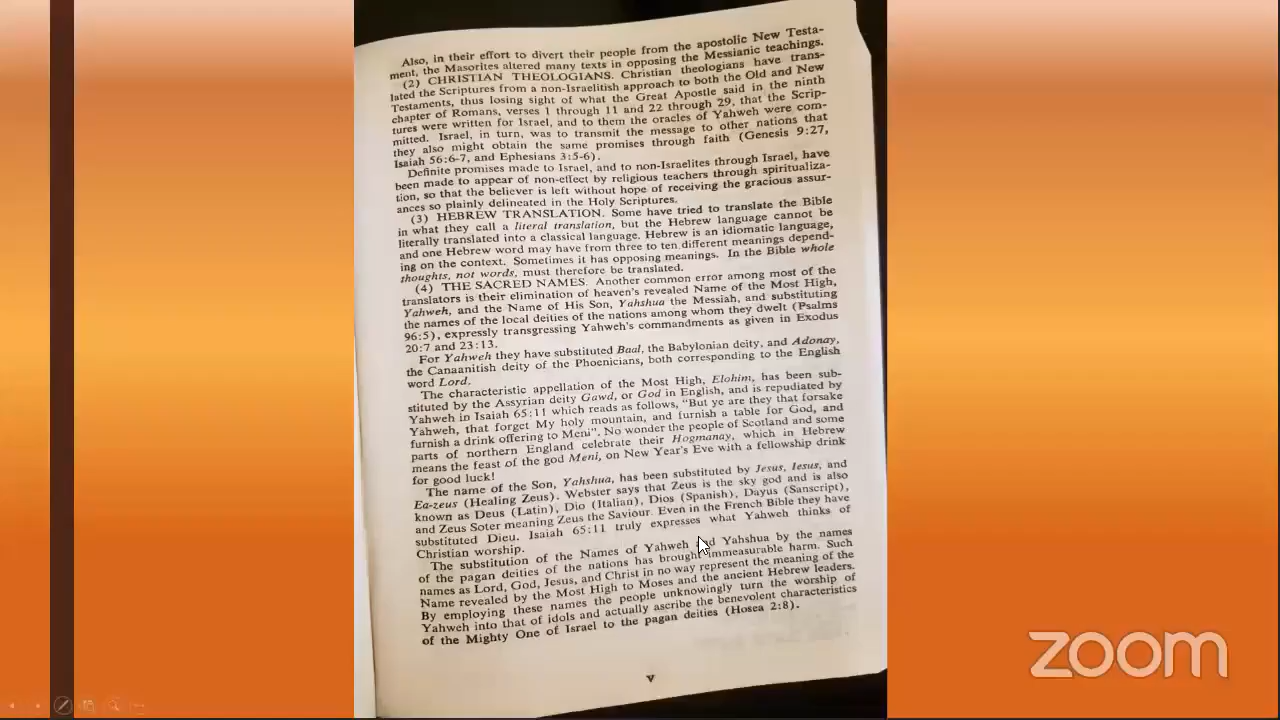 Also, in their effort to divert their people from the apostolic New Testa-
ment, the Masorites altered many texts in opposing the Messianic teachings.
(2) CHRISTIAN THEOLOGIANS. Christian theologians have trans-
lated the Scriptures from a non-Israelitish approach to both the Old and New
Testaments, thus losing sight of what the Great Apostle said in the ninth
chapter of Romans, verses 1 through 11 and 22 through 29, that the Scrip-
tures were written for Israel, and to them the oracles of Yahweh were com-
mitted. Israel, in turn, was to transmit the message to other nations that
they also might obtain the same promises through faith (Genesis 9:27,
Isaiah 56:6-7, and Ephesians 3:5-6).
Definite promises made to Israel, and to non-Israelites through Israel, have
been made to appear of non-effect by religious teachers through spiritualiza-
tion, so that the believer is left without hope of receiving the gracious assur-
ances so plainly delineated in the Holy Scriptures.
(3) HEBREW TRANSLATION. Some have tried to translate the Bible
in what they call a literal translation, but the Hebrew language cannot be
literally translated into a classical language. Hebrew is an idiomatic language,
and one Hebrew word may have from three to ten different meanings depend-
ing on the context. Sometimes it has opposing meanings. In the Bible whole
thoughts, not words, must therefore be translated.
(4) THE SACRED NAMES. Another common error among most of the
translators is their elimination of heaven's revealed Name of the Most High,
Yahweh, and the Name of His Son, Yahshua the Messiah, and substituting
the names of the local deities of the nations among whom they dwelt (Psalms
96:5), expressly transgressing Yahweh's commandments as given in Exodus
20:7 and 23:13.
For Yahweh they have substituted Baal, the Babylonian deity, and Adonay,
the Canaanitish deity of the Phoenicians, both corresponding to the English
word Lord.
The characteristic appellation of the Most High, Elohim, has been sub-
stituted by the Assyrian deity Gawd, or God in English, and is repudiated by
Yahweh in Isaiah 65:11 which reads as follows, "But ye are they that forsake
Yahweh, that forget My holy mountain, and furnish a table for God, and
furnish a drink offering to Meni". No wonder the people of Scotland and some
parts of northern England celebrate their Hogmanay, which in Hebrew
means the feast of the god Meni, on New Year's Eve with a fellowship drink
for good luck!
The name of the Son, Yahshua, has been substituted by Jesus, Iesus, and
Ea-zeus (Healing Zeus). Webster says that Zeus is the sky god and is also
known as Deus (Latin), Dio (Italian), Dios (Spanish), Dayus (Sanscript),
and Zeus Soter meaning Zeus the Saviour. Even in the French Bible they have
substituted Dieu. Isaiah 65:11 truly expresses what Yahweh thinks of
Christian worship.
The substitution of the Names of Yahweh and Yahshua by the names
of the pagan deities of the nations has brought immeasurable harm. Such
names as Lord, God, Jesus, and Christ in no way represent the meaning of the
Name revealed by the Most High to Moses and the ancient Hebrew leaders.
By employing these names the people unknowingly turn the worship of
Yahweh into that of idols and actually ascribe the benevolent characteristics
of the Mighty One of Israel to the pagan deities (Hosea 2:8).
V
zoom